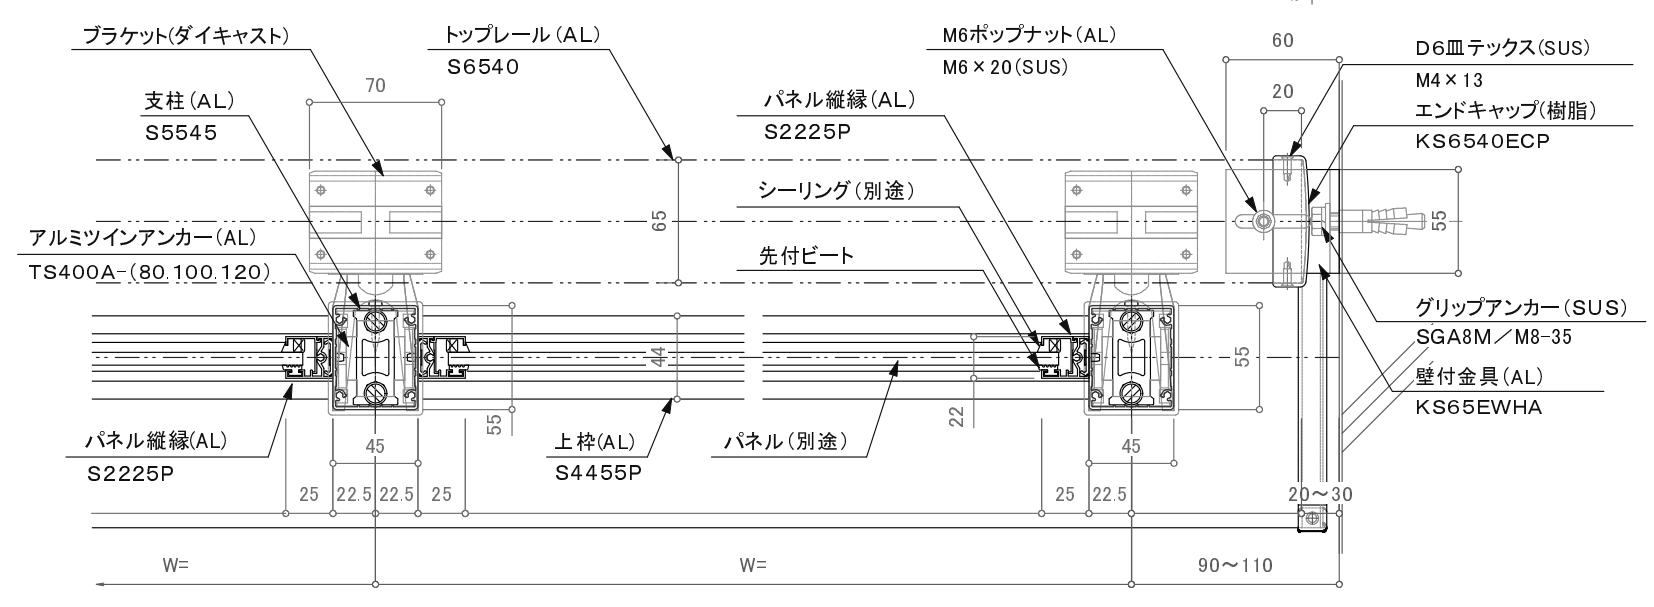 ブラケット(ダイキャスト)
トップレール(AL)
S6540
M6ポップナット(AL)
M6×20(SUS)
60
D6皿テックス(SUS)
M4×13
70
20
支柱(AL)
S5545
パネル縦縁(AL)
S2225P
エンドキャップ(樹脂)
KS6540ECP
シーリング(別途)
65
55
アルミツインアンカー(AL)
TS400A-(80.100.120)
先付ビート
グリップアンカー(SUS)
SGA8M/M8-35
44
55
壁付金具(AL)
KS65EWHA
55
22
パネル縦縁(AL)
S2225P
45
上枠(AL)
S4455P
パネル(別途)
45
25
22.5
22.5
25
25
22.5
20～30
W=
W=
90～110